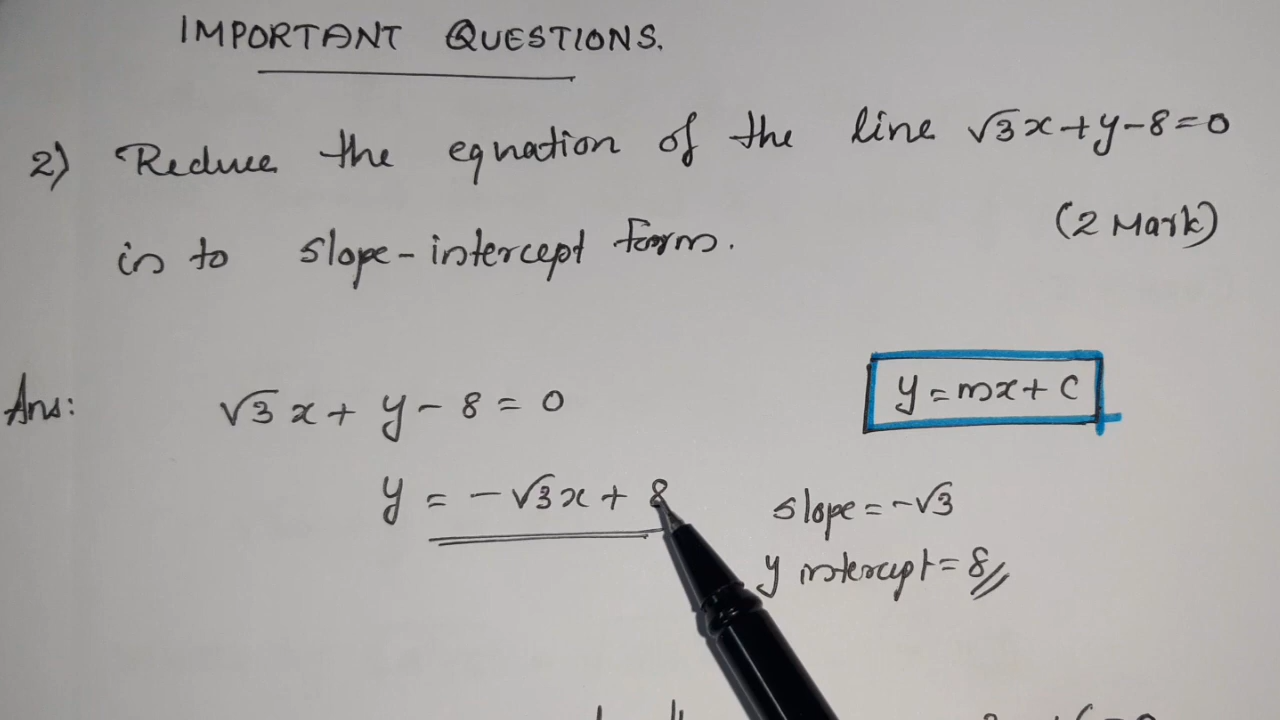 IMPORTANT QUESTIONS.
2) Reduce the equation of the line √3x+y-8=0
in to slope-intercept form.
(2 Mark)
Ans: √3x + y - 8 = 0
y = mx + c
y = -√3x + 8
slope = -√3
y intercept = 8//